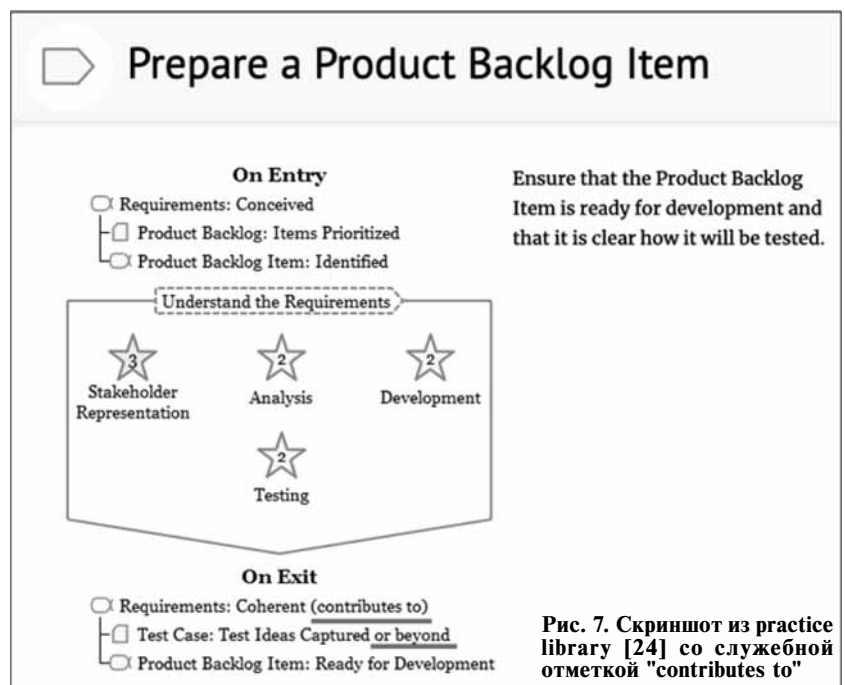 Prepare a Product Backlog Item
On Entry
Requirements: Conceived
Product Backlog: Items Prioritized
Product Backlog Item: Identified
Ensure that the Product Backlog
Item is ready for development and
that it is clear how it will be tested.
Understand the Requirements
3
Stakeholder
Representation
2
Analysis
2
Development
2
Testing
On Exit
Requirements: Coherent (contributes to)
Test Case: Test Ideas Captured or beyond
Product Backlog Item: Ready for Development
Рис. 7. Скриншот из practice
library [24] со служебной
отметкой "contributes to"